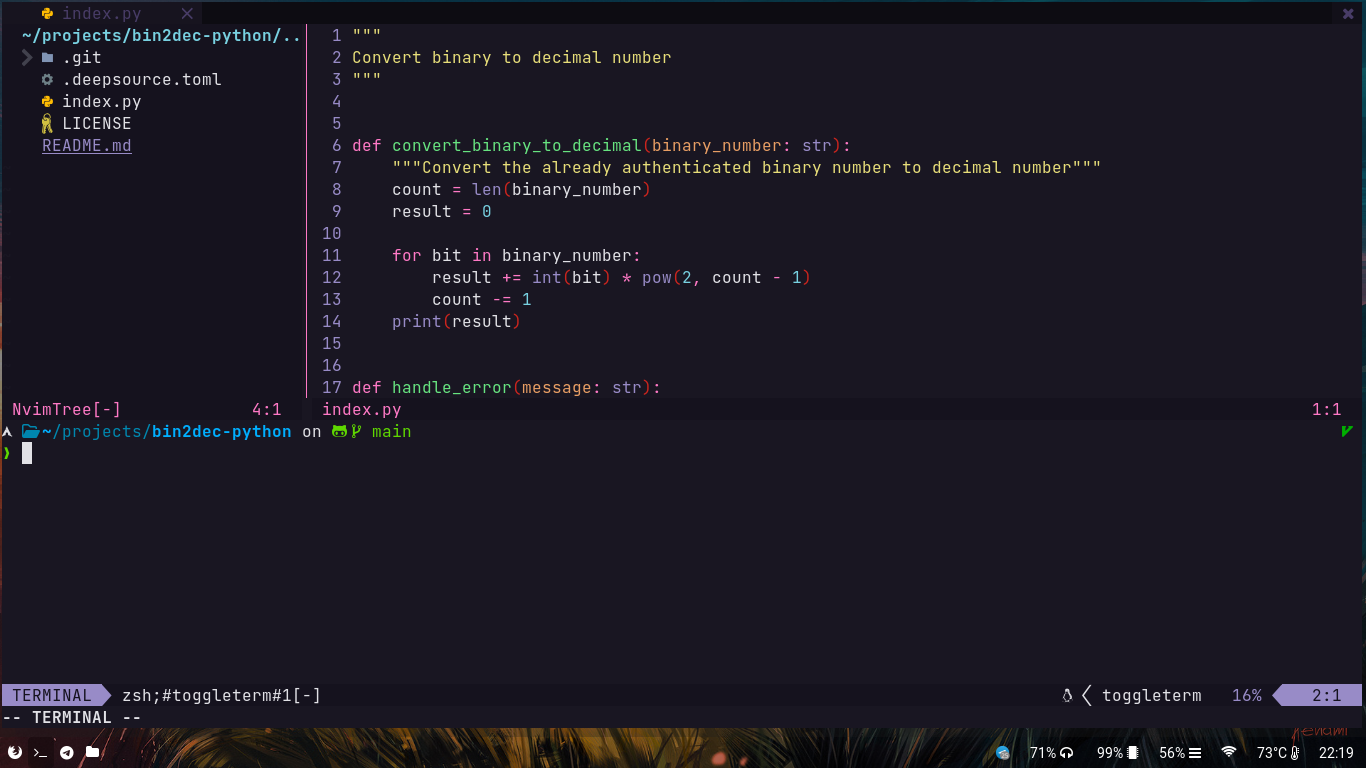 index.py
~/projects/bin2dec-python/..
.git
.deepsource.toml
index.py
LICENSE
README.md
1 """
2 Convert binary to decimal number
3 """
4
5
6 def convert_binary_to_decimal(binary_number: str):
7     """Convert the already authenticated binary number to decimal number"""
8     count = len(binary_number)
9     result = 0
10
11     for bit in binary_number:
12         result += int(bit) * pow(2, count - 1)
13         count -= 1
14     print(result)
15
16
17 def handle_error(message: str):
NvimTree[-] 4:1 index.py 1:1
~/projects/bin2dec-python on main
❯
TERMINAL zsh;#toggleterm#1[-] toggleterm 16% 2:1
-- TERMINAL --
71% 99% 56% 73°C 22:19